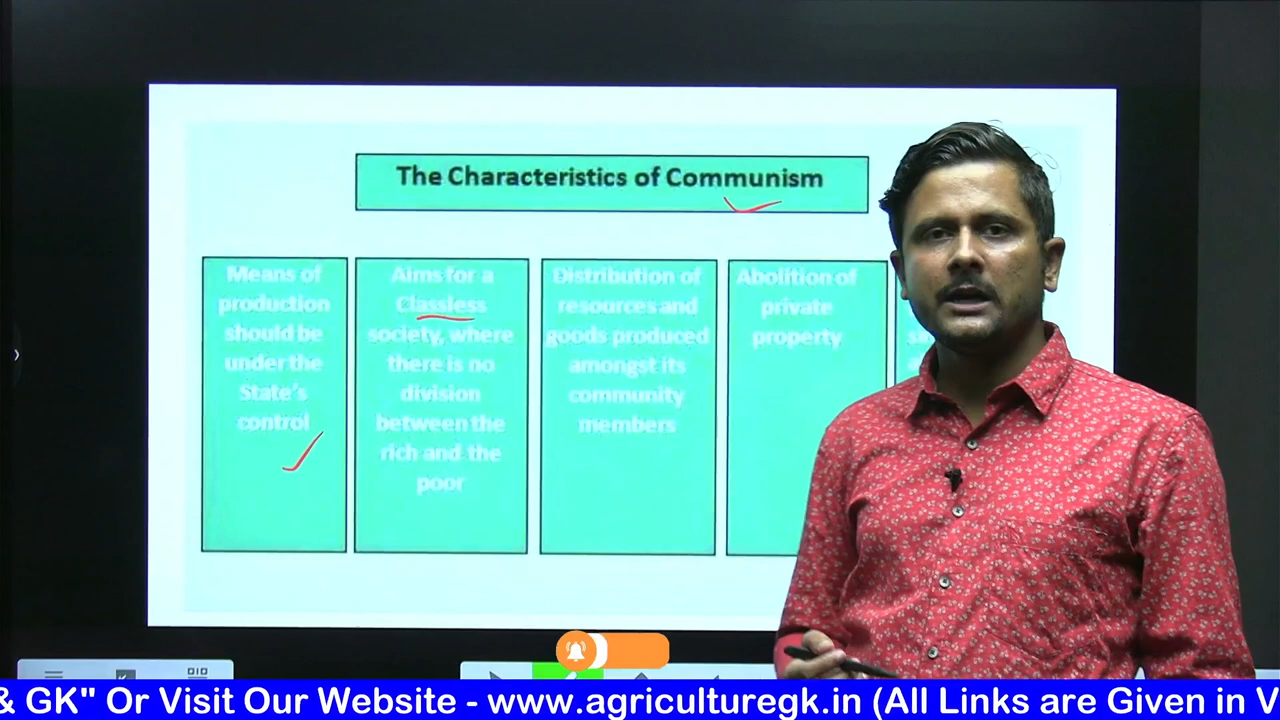 The Characteristics of Communism
Means of
production
should be
under the
State's
control
Aims for a
Classless
society, where
there is no
division
between the
rich and the
poor
Distribution of
resources and
goods produced
amongst its
community
members
Abolition of
private
property
& GK" Or Visit Our Website - www.agriculturegk.in (All Links are Given in V